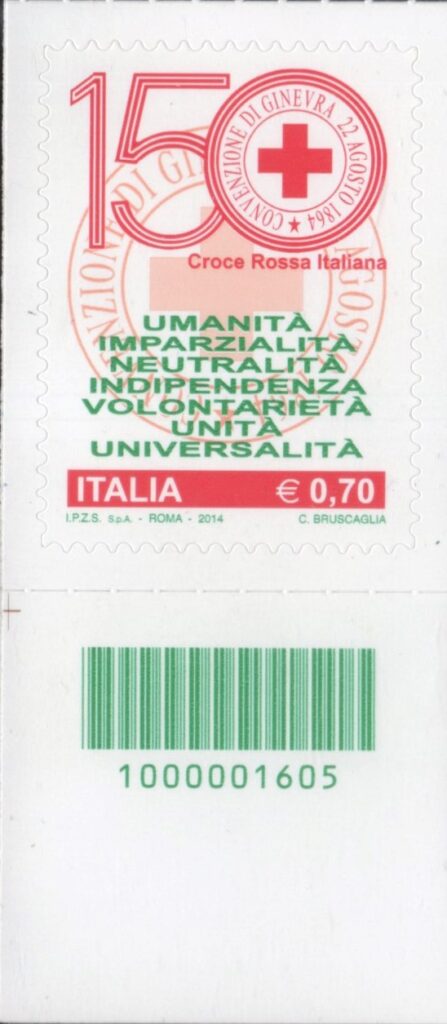 150
CONVENZIONE DI GINEVRA 22 AGOSTO 1864
Croce Rossa Italiana
UMANITÀ
IMPARZIALITÀ
NEUTRALITÀ
INDIPENDENZA
VOLONTARIETÀ
UNITÀ
UNIVERSALITÀ
ITALIA € 0,70
I.P.Z.S. S.p.A. - ROMA - 2014 C. BRUSCAGLIA
1000001605